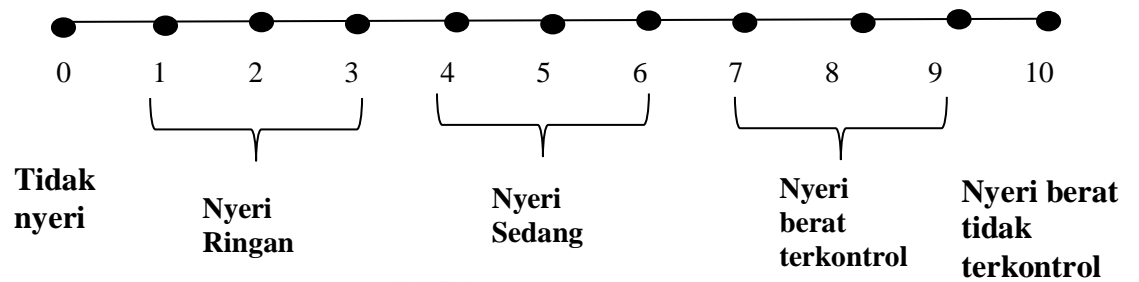 0 1 2 3 4 5 6 7 8 9 10
Tidak
nyeri
Nyeri
Ringan
Nyeri
Sedang
Nyeri
berat
terkontrol
Nyeri berat
tidak
terkontrol